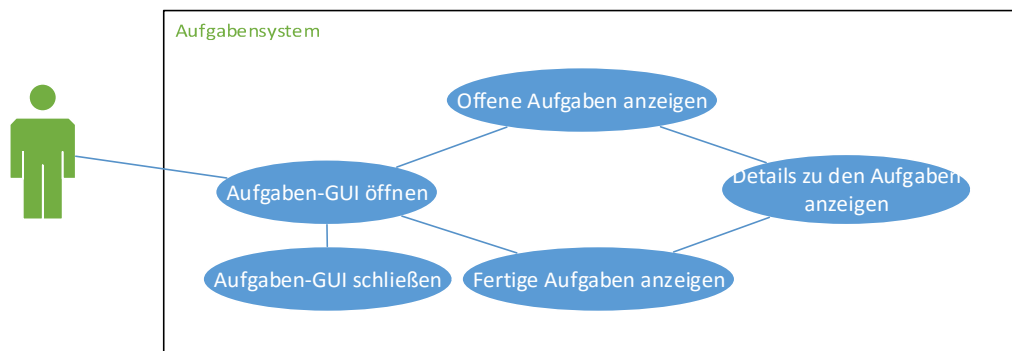 Aufgabensystem
Offene Aufgaben anzeigen
Aufgaben-GUI öffnen
Details zu den Aufgaben
anzeigen
Aufgaben-GUI schließen
Fertige Aufgaben anzeigen